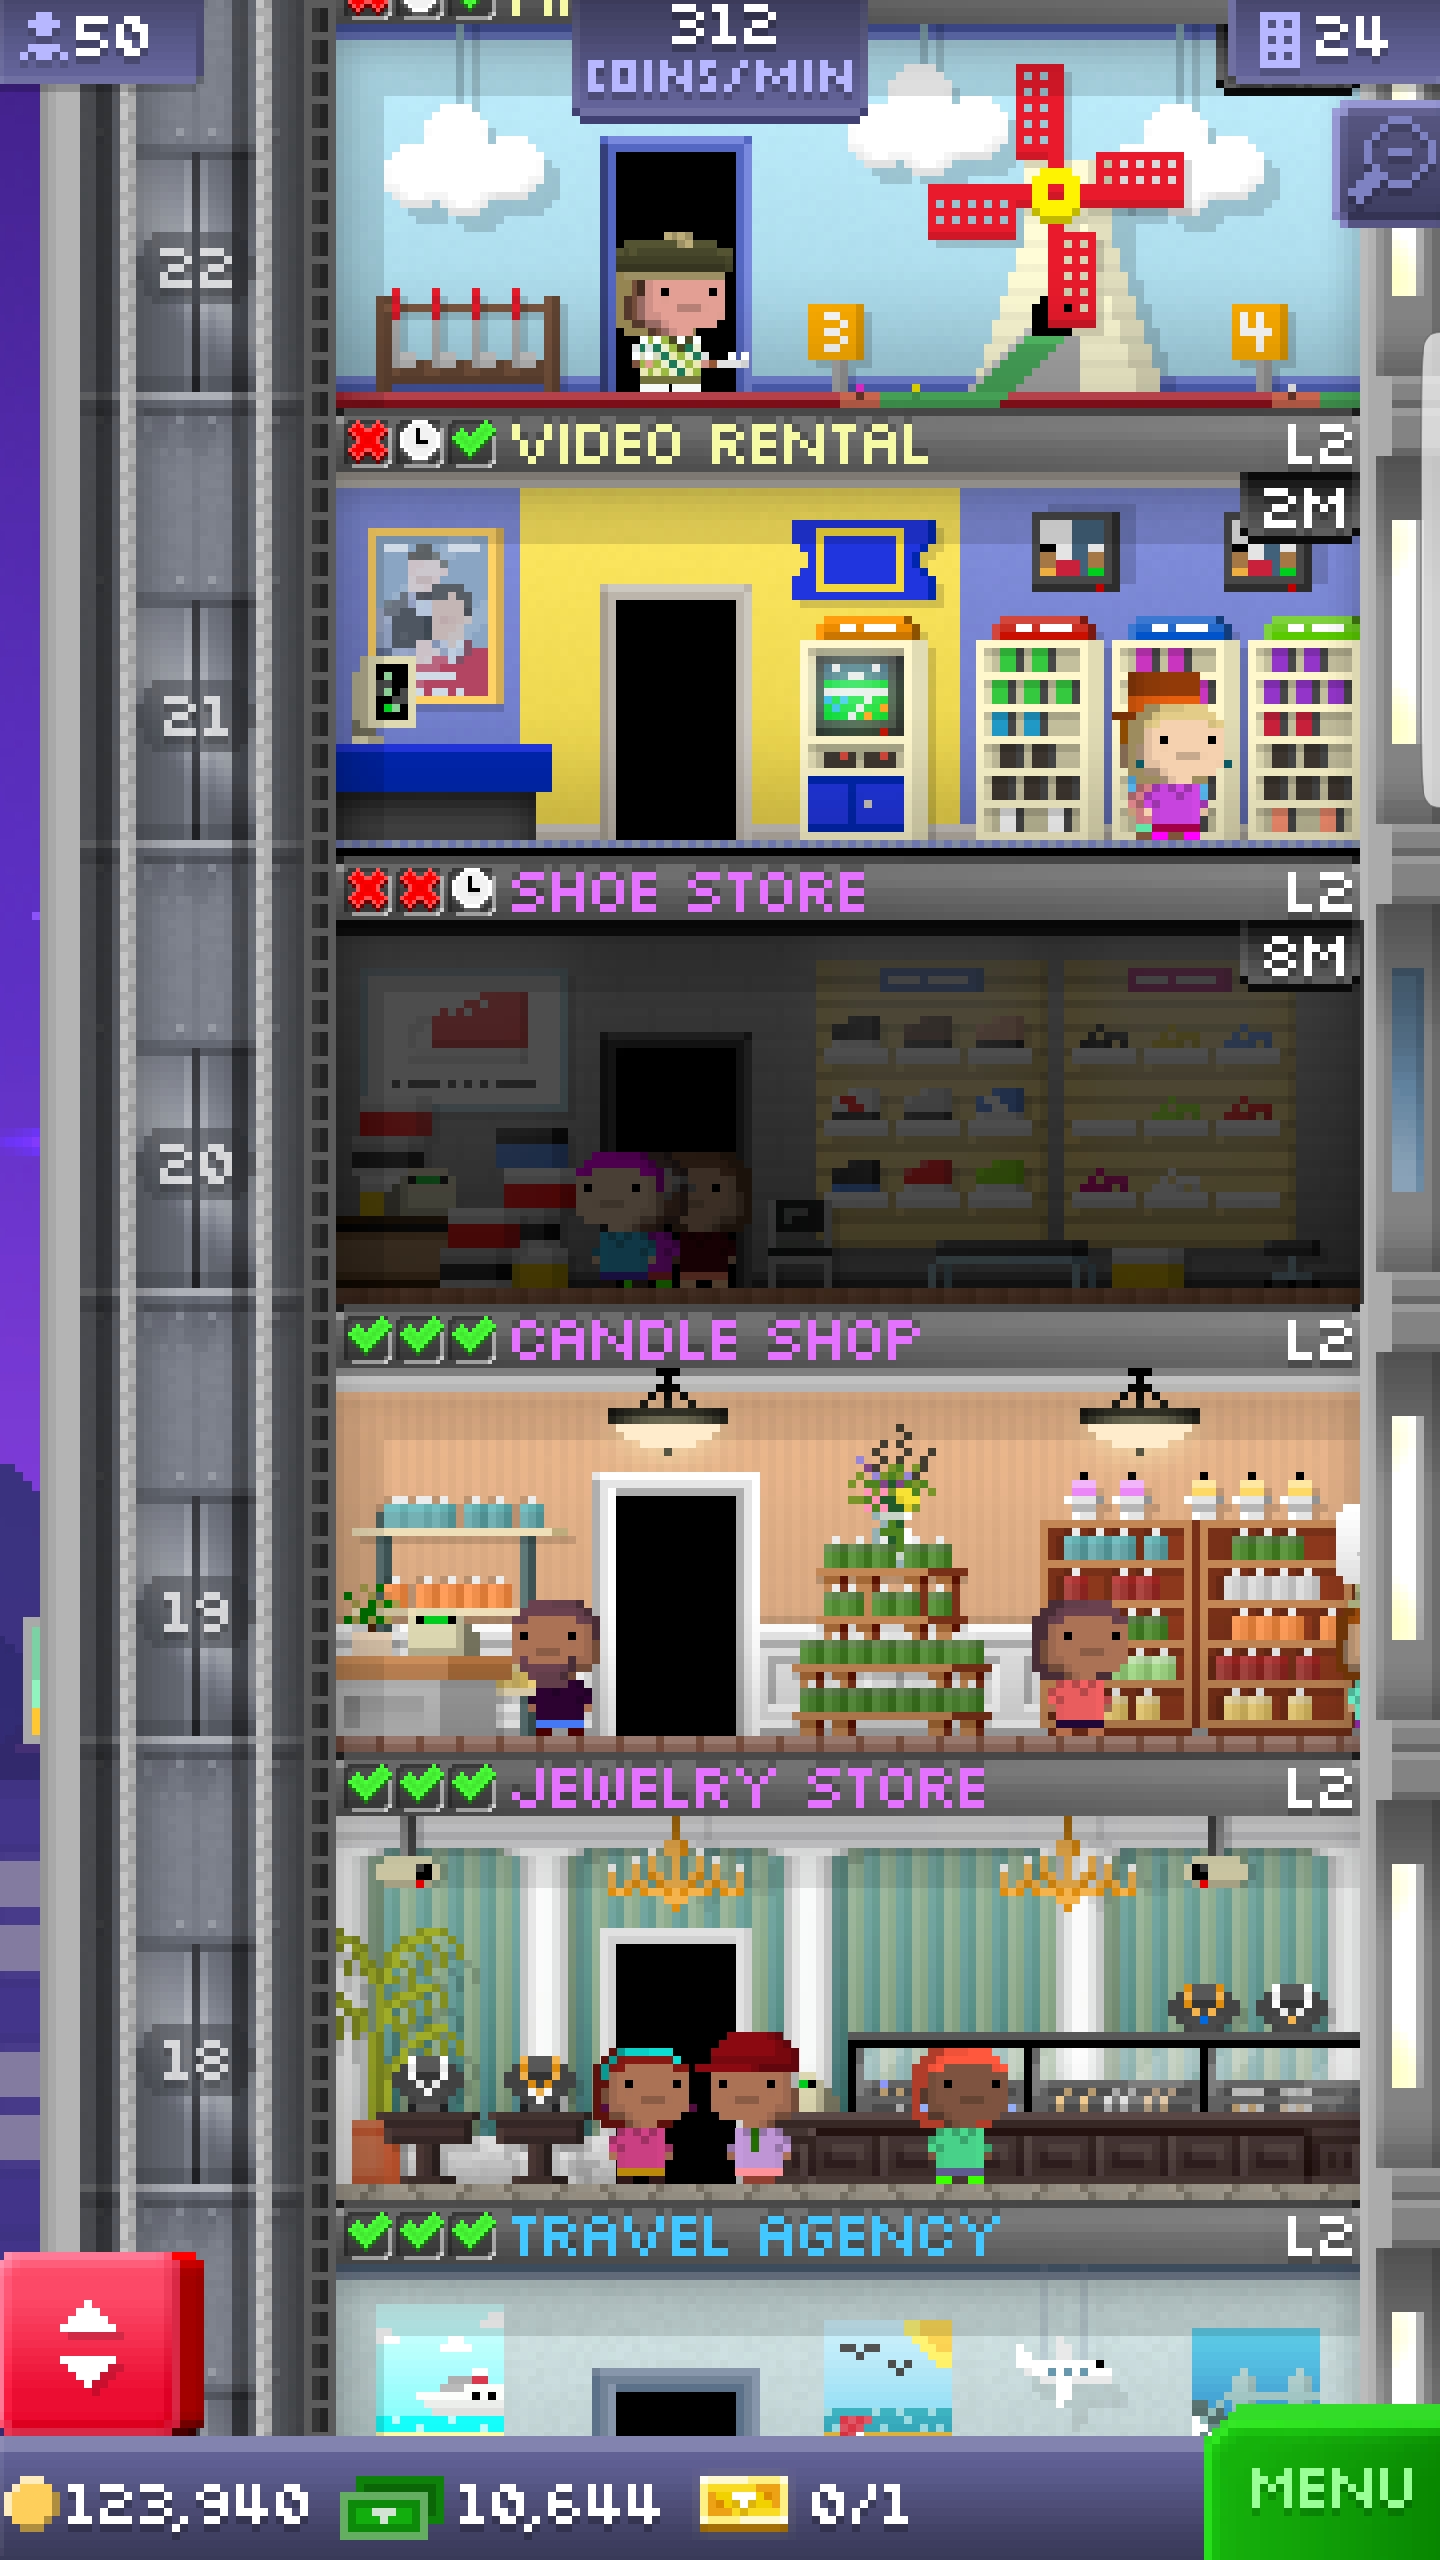 50
312
COINS/MIN
24
22
3
4
VIDEO RENTAL
L2
2M
21
SHOE STORE
L2
8M
20
CANDLE SHOP
L2
19
JEWELRY STORE
L2
18
TRAVEL AGENCY
L2
123,940
10,644
0/1
MENU